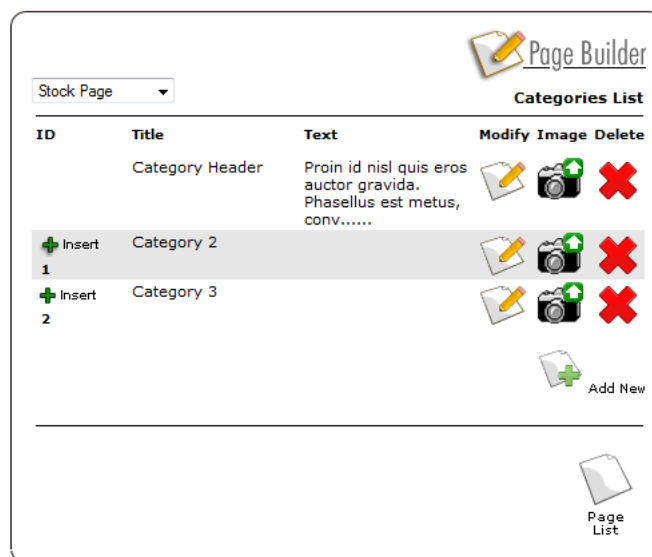 Page Builder
Stock Page
Categories List
ID Title Text Modify Image Delete
Category Header Proin id nisl quis eros
auctor gravida.
Phasellus est metus,
conv......
Insert Category 2
1
Insert Category 3
2
Add New
Page
List